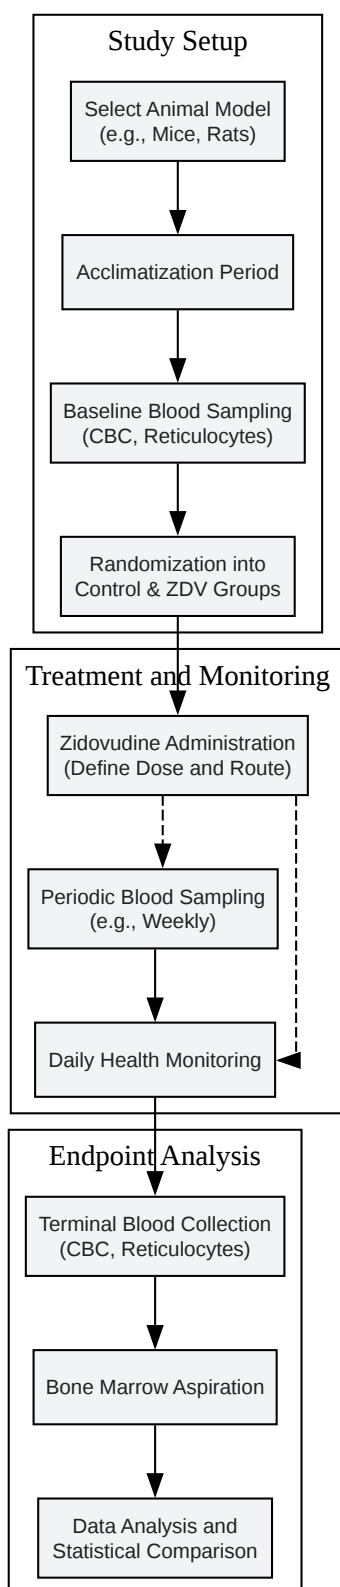 Study Setup
Select Animal Model
(e.g., Mice, Rats)
Acclimatization Period
Baseline Blood Sampling
(CBC, Reticulocytes)
Randomization into
Control & ZDV Groups
Treatment and Monitoring
Zidovudine Administration
(Define Dose and Route)
Periodic Blood Sampling
(e.g., Weekly)
Daily Health Monitoring
Endpoint Analysis
Terminal Blood Collection
(CBC, Reticulocytes)
Bone Marrow Aspiration
Data Analysis and
Statistical Comparison